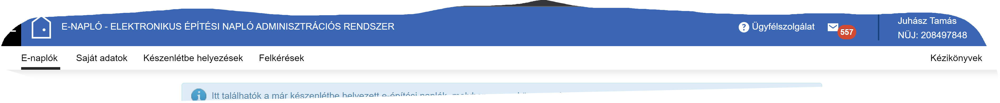 E-NAPLÓ - ELEKTRONIKUS ÉPÍTÉSI NAPLÓ ADMINISZTRÁCIÓS RENDSZER
? Ügyfélszolgálat
557
Juhász Tamás
NÜJ: 208497848
E-naplók
Saját adatok
Készenlétbe helyezések
Felkérések
Kézikönyvek
Itt találhatók a már készenlétbe helyezett e-építési naplók,